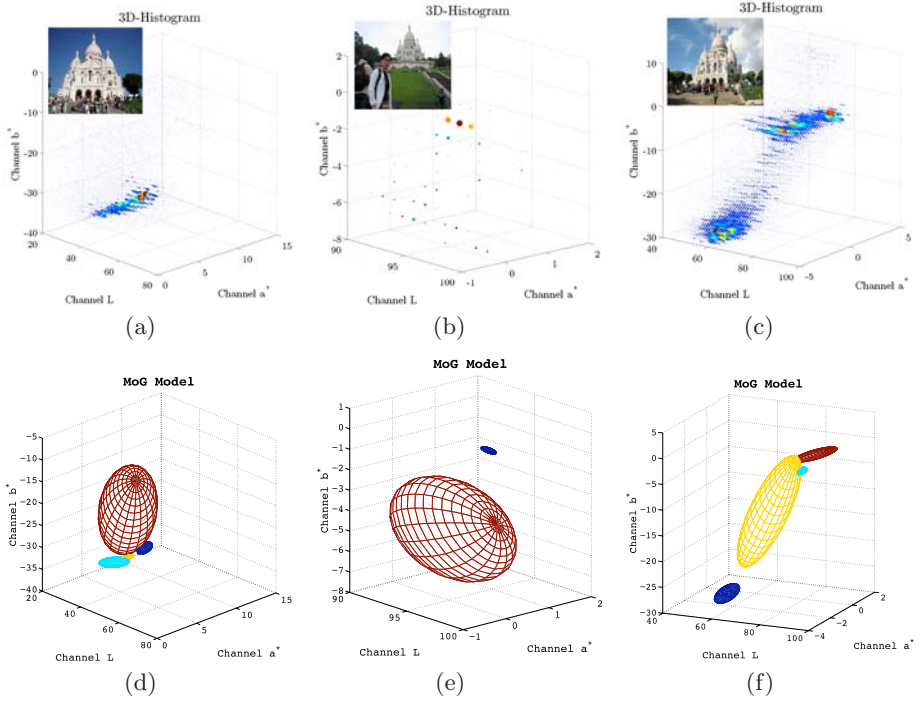 3D-Histogram
0
-10
-20
-30
-40
Channel b*
20
40
60
80
Channel L
0
5
10
15
Channel a*
(a)
3D-Histogram
2
0
-2
-4
-6
-8
Channel b*
90
95
100
Channel L
-1
0
1
2
Channel a*
(b)
3D-Histogram
10
0
-10
-20
-30
Channel b*
60
80
100
Channel L
-5
0
5
Channel a*
(c)
MoG Model
−5
−10
−15
−20
−25
−30
−35
−40
Channel b*
20
40
60
80
Channel L
0
5
10
15
Channel a*
(d)
MoG Model
1
0
−1
−2
−3
−4
−5
−6
−7
−8
Channel b*
90
95
100
Channel L
−1
0
1
2
Channel a*
(e)
MoG Model
5
0
−5
−10
−15
−20
−25
−30
Channel b*
40
60
80
100
Channel L
−4
−2
0
2
Channel a*
(f)